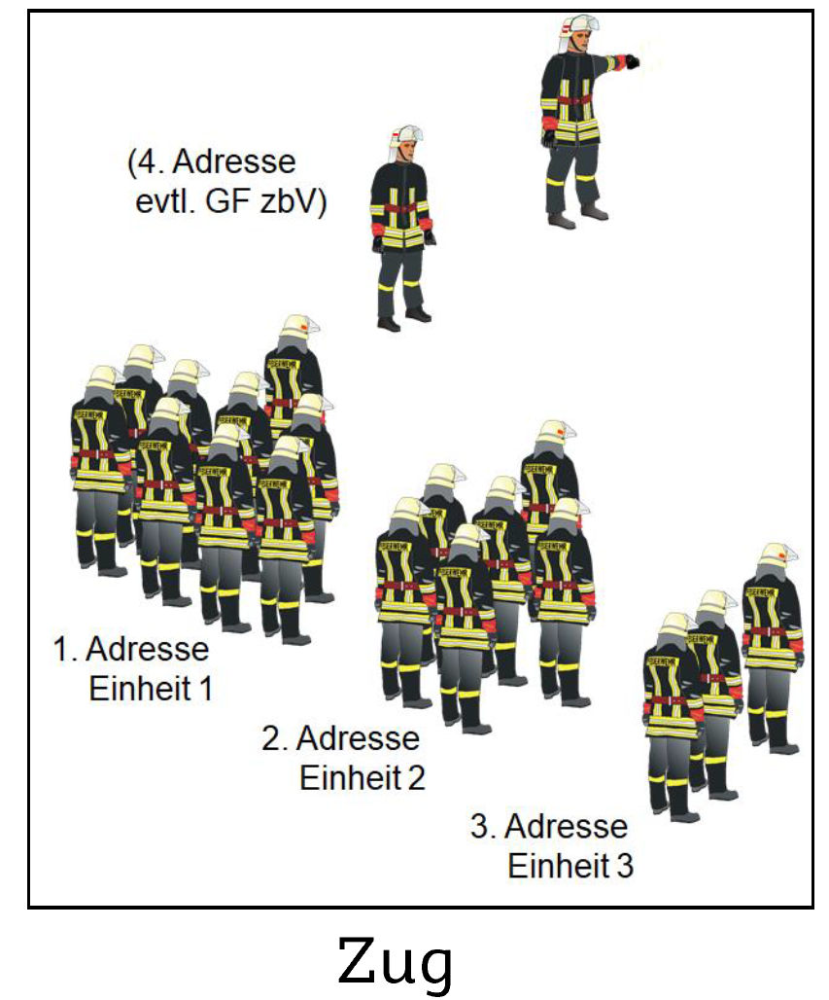 (4. Adresse
evtl. GF zbV)
1. Adresse
Einheit 1
2. Adresse
Einheit 2
3. Adresse
Einheit 3
Zug